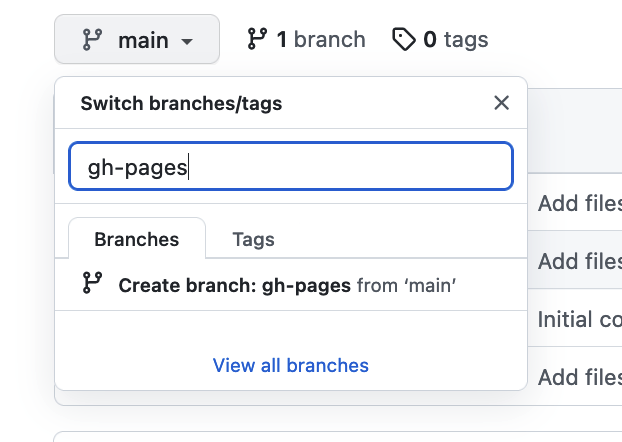 main
1 branch
0 tags
Switch branches/tags
gh-pages
Branches
Tags
Create branch: gh-pages from ‘main’
View all branches
Add files
Add files
Initial co
Add files